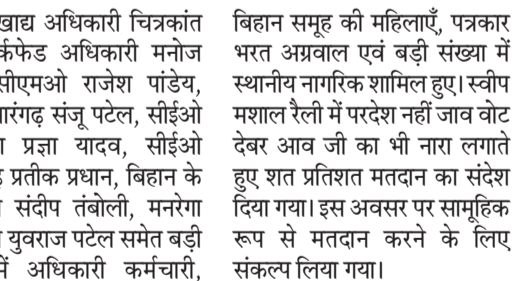 खाद्य अधिकारी चित्रकांत
अधिकारी मनोज
सीएमओ राजेश पांडेय,
संजू पटेल, सीईओ
प्रज्ञा यादव, सीईओ
प्रतीक प्रधान, बिहान के
संदीप तंबोली, मनरेगा
युवराज पटेल समेत बड़ी
में अधिकारी कर्मचारी,
बिहान समूह की महिलाएँ, पत्रकार
भरत अग्रवाल एवं बड़ी संख्या में
स्थानीय नागरिक शामिल हुए। स्वीप
मशाल रैली में परदेश नहीं जाव वोट
देबर आव जी का भी नारा लगाते
हुए शत प्रतिशत मतदान का संदेश
दिया गया। इस अवसर पर सामूहिक
रूप से मतदान करने के लिए
संकल्प लिया गया।